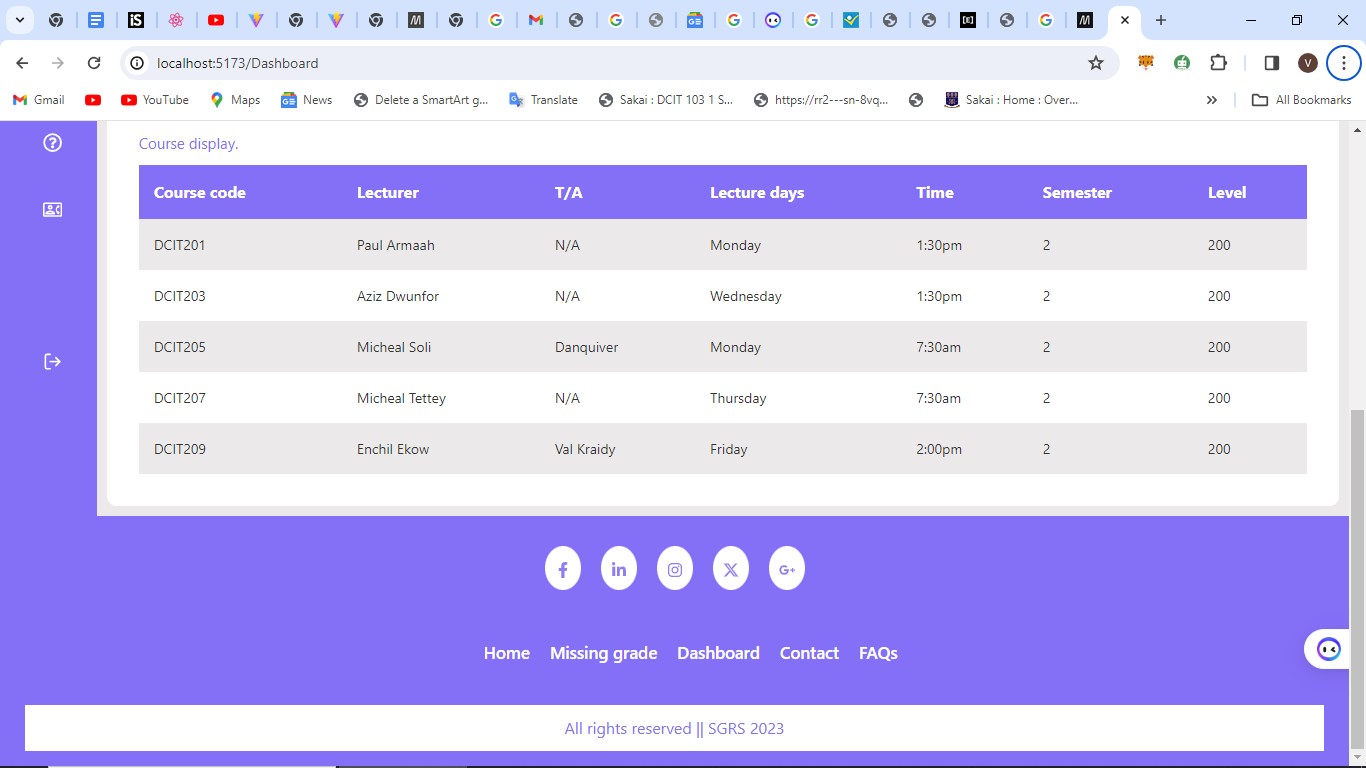 localhost:5173/Dashboard
V
Gmail YouTube Maps News Delete a SmartArt g... Translate Sakai : DCIT 103 1 S... https://rr2---sn-8vq... Sakai : Home : Over... » All Bookmarks
Course display.
Course code Lecturer T/A Lecture days Time Semester Level
DCIT201 Paul Armaah N/A Monday 1:30pm 2 200
DCIT203 Aziz Dwunfor N/A Wednesday 1:30pm 2 200
DCIT205 Micheal Soli Danquiver Monday 7:30am 2 200
DCIT207 Micheal Tettey N/A Thursday 7:30am 2 200
DCIT209 Enchil Ekow Val Kraidy Friday 2:00pm 2 200
Home Missing grade Dashboard Contact FAQs
All rights reserved || SGRS 2023